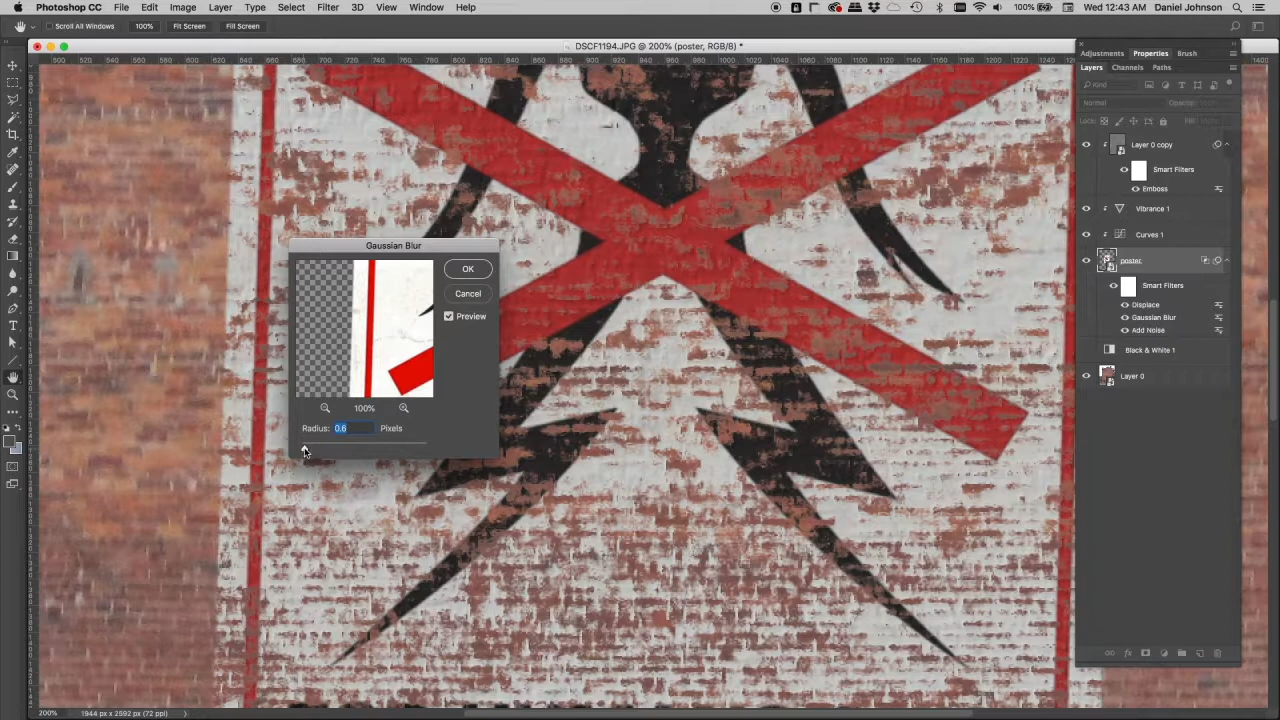 Photoshop CC File Edit Image Layer Type Select Filter 3D View Window Help 100% Wed 12:43 AM Daniel Johnson
Scroll All Windows 100% Fit Screen Fill Screen
DSCF1194.JPG @ 200% (poster, RGB/8) *
Adjustments Properties Brush
Layers Channels Paths
Kind
Normal Opacity:
Lock: Fill:
Layer 0 copy
Smart Filters
Emboss
Vibrance 1
Curves 1
poster
Smart Filters
Displace
Gaussian Blur
Add Noise
Black & White 1
Layer 0
Gaussian Blur
OK
Cancel
Preview
100%
Radius: 0.6 Pixels
200% 1944 px x 2592 px (72 ppi)